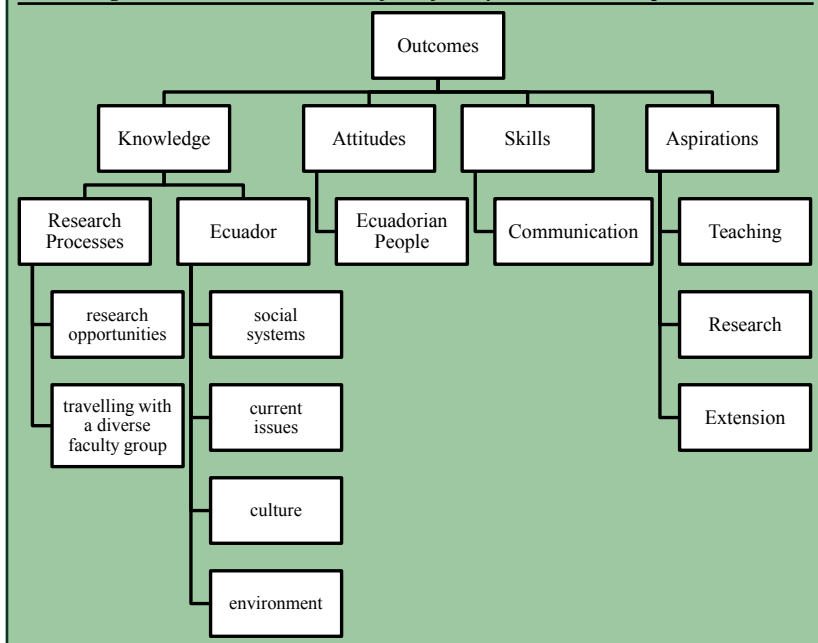 Outcomes
Knowledge
Attitudes
Skills
Aspirations
Research
Processes
Ecuador
Ecuadorian
People
Communication
Teaching
research
opportunities
social
systems
Research
travelling with
a diverse
faculty group
current
issues
Extension
culture
environment